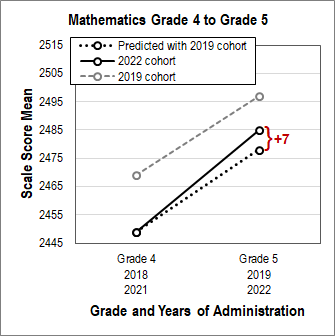 Mathematics Grade 4 to Grade 5
Predicted with 2019 cohort
2022 cohort
2019 cohort
Scale Score Mean
2515
2505
2495
2485
2475
2465
2455
2445
+7
Grade 4
2018
2021
Grade 5
2019
2022
Grade and Years of Administration